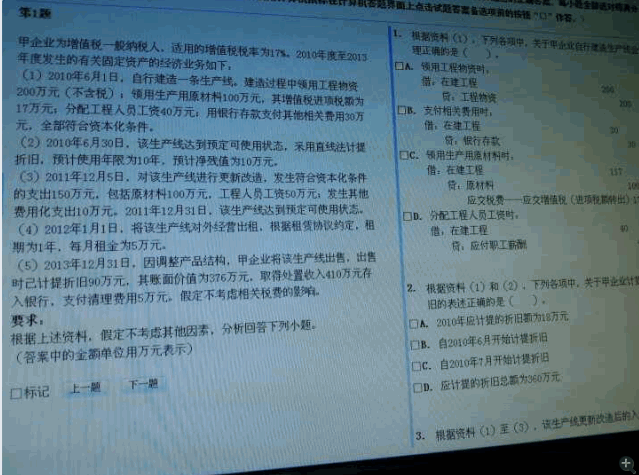 第1题
甲企业为增值税一般纳税人，适用的增值税税率为17%。2010年度至2013
年度发生的有关固定资产的经济业务如下：
（1）2010年6月1日，自行建造一条生产线，建造过程中领用工程物资
200万元（不含税）；领用生产用原材料100万元，其增值税进项税额为
17万元；分配工程人员工资40万元；用银行存款支付其他相关费用30万
元，全部符合资本化条件。
（2）2010年6月30日，该生产线达到预定可使用状态，采用直线法计提
折旧，预计使用年限为10年，预计净残值为10万元。
（3）2011年12月5日，对该生产线进行更新改造，发生符合资本化条件
的支出150万元，包括原材料100万元，工程人员工资50万元；发生其他
费用化支出10万元。2011年12月31日，该生产线达到预定可使用状态。
（4）2012年1月1日，将该生产线对外经营出租，根据租赁协议约定，租
期为1年，每月租金为5万元。
（5）2013年12月31日，因调整产品结构，甲企业将该生产线出售，出售
时已计提折旧90万元，其账面价值为376万元，取得处置收入410万元存
入银行，支付清理费用5万元，假定不考虑相关税费的影响。
要求：
根据上述资料，假定不考虑其他因素，分析回答下列小题。
（答案中的金额单位用万元表示）
标记 上一题 下一题
计算机答题界面上点击试题答案备选项前的按钮“口”作答。）
1. 根据资料（1），下列各项中，关于甲企业自行建造生产线
理正确的是（ ）。
A. 领用工程物资时：
借：在建工程 200
贷：工程物资 200
B. 支付相关费用时：
借：在建工程 30
贷：银行存款 30
C. 领用生产用原材料时：
借：在建工程 117
贷：原材料 100
应交税费——应交增值税（进项税额转出）
D. 分配工程人员工资时：
借：在建工程 40
贷：应付职工薪酬
2. 根据资料（1）和（2），下列各项中，关于甲企业计
旧的表述正确的是（ ）。
A. 2010年应计提的折旧额为18万元
B. 自2010年6月开始计提折旧
C. 自2010年7月开始计提折旧
D. 应计提的折旧总额为360万元
3. 根据资料（1）至（3），该生产线更新改造后的入